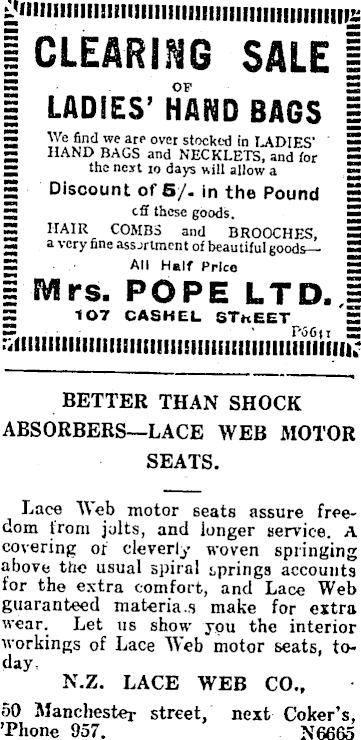 CLEARING SALE
OF
LADIES' HAND BAGS
We find we are over stocked in LADIES'
HAND BAGS and NECKLETS, and for
the next 10 days will allow a
Discount of 5/- in the Pound
off these goods.
HAIR COMBS and BROOCHES,
a very fine assortment of beautiful goods—
All Half Price
Mrs. POPE LTD.
107 CASHEL STREET
P6611
BETTER THAN SHOCK
ABSORBERS—LACE WEB MOTOR
SEATS.
Lace Web motor seats assure free-
dom from jolts, and longer service. A
covering of cleverly woven springing
above the usual spiral springs accounts
for the extra comfort, and Lace Web
guaranteed materials make for extra
wear. Let us show you the interior
workings of Lace Web motor seats, to-
day.
N.Z. LACE WEB CO.,
50 Manchester street, next Coker's,
'Phone 957. N6665